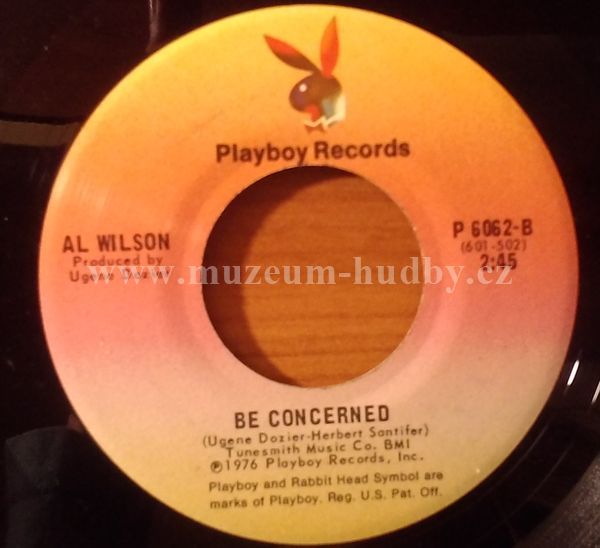 Playboy Records
AL WILSON
Produced by
Ugene Dozier
P 6062-B
(601-502)
2:45
www.muzeum-hudby.cz
BE CONCERNED
(Ugene Dozier-Herbert Santifer)
Tunesmith Music Co. BMI
℗1976 Playboy Records, Inc.
Playboy and Rabbit Head Symbol are
marks of Playboy. Reg. U.S. Pat. Off.